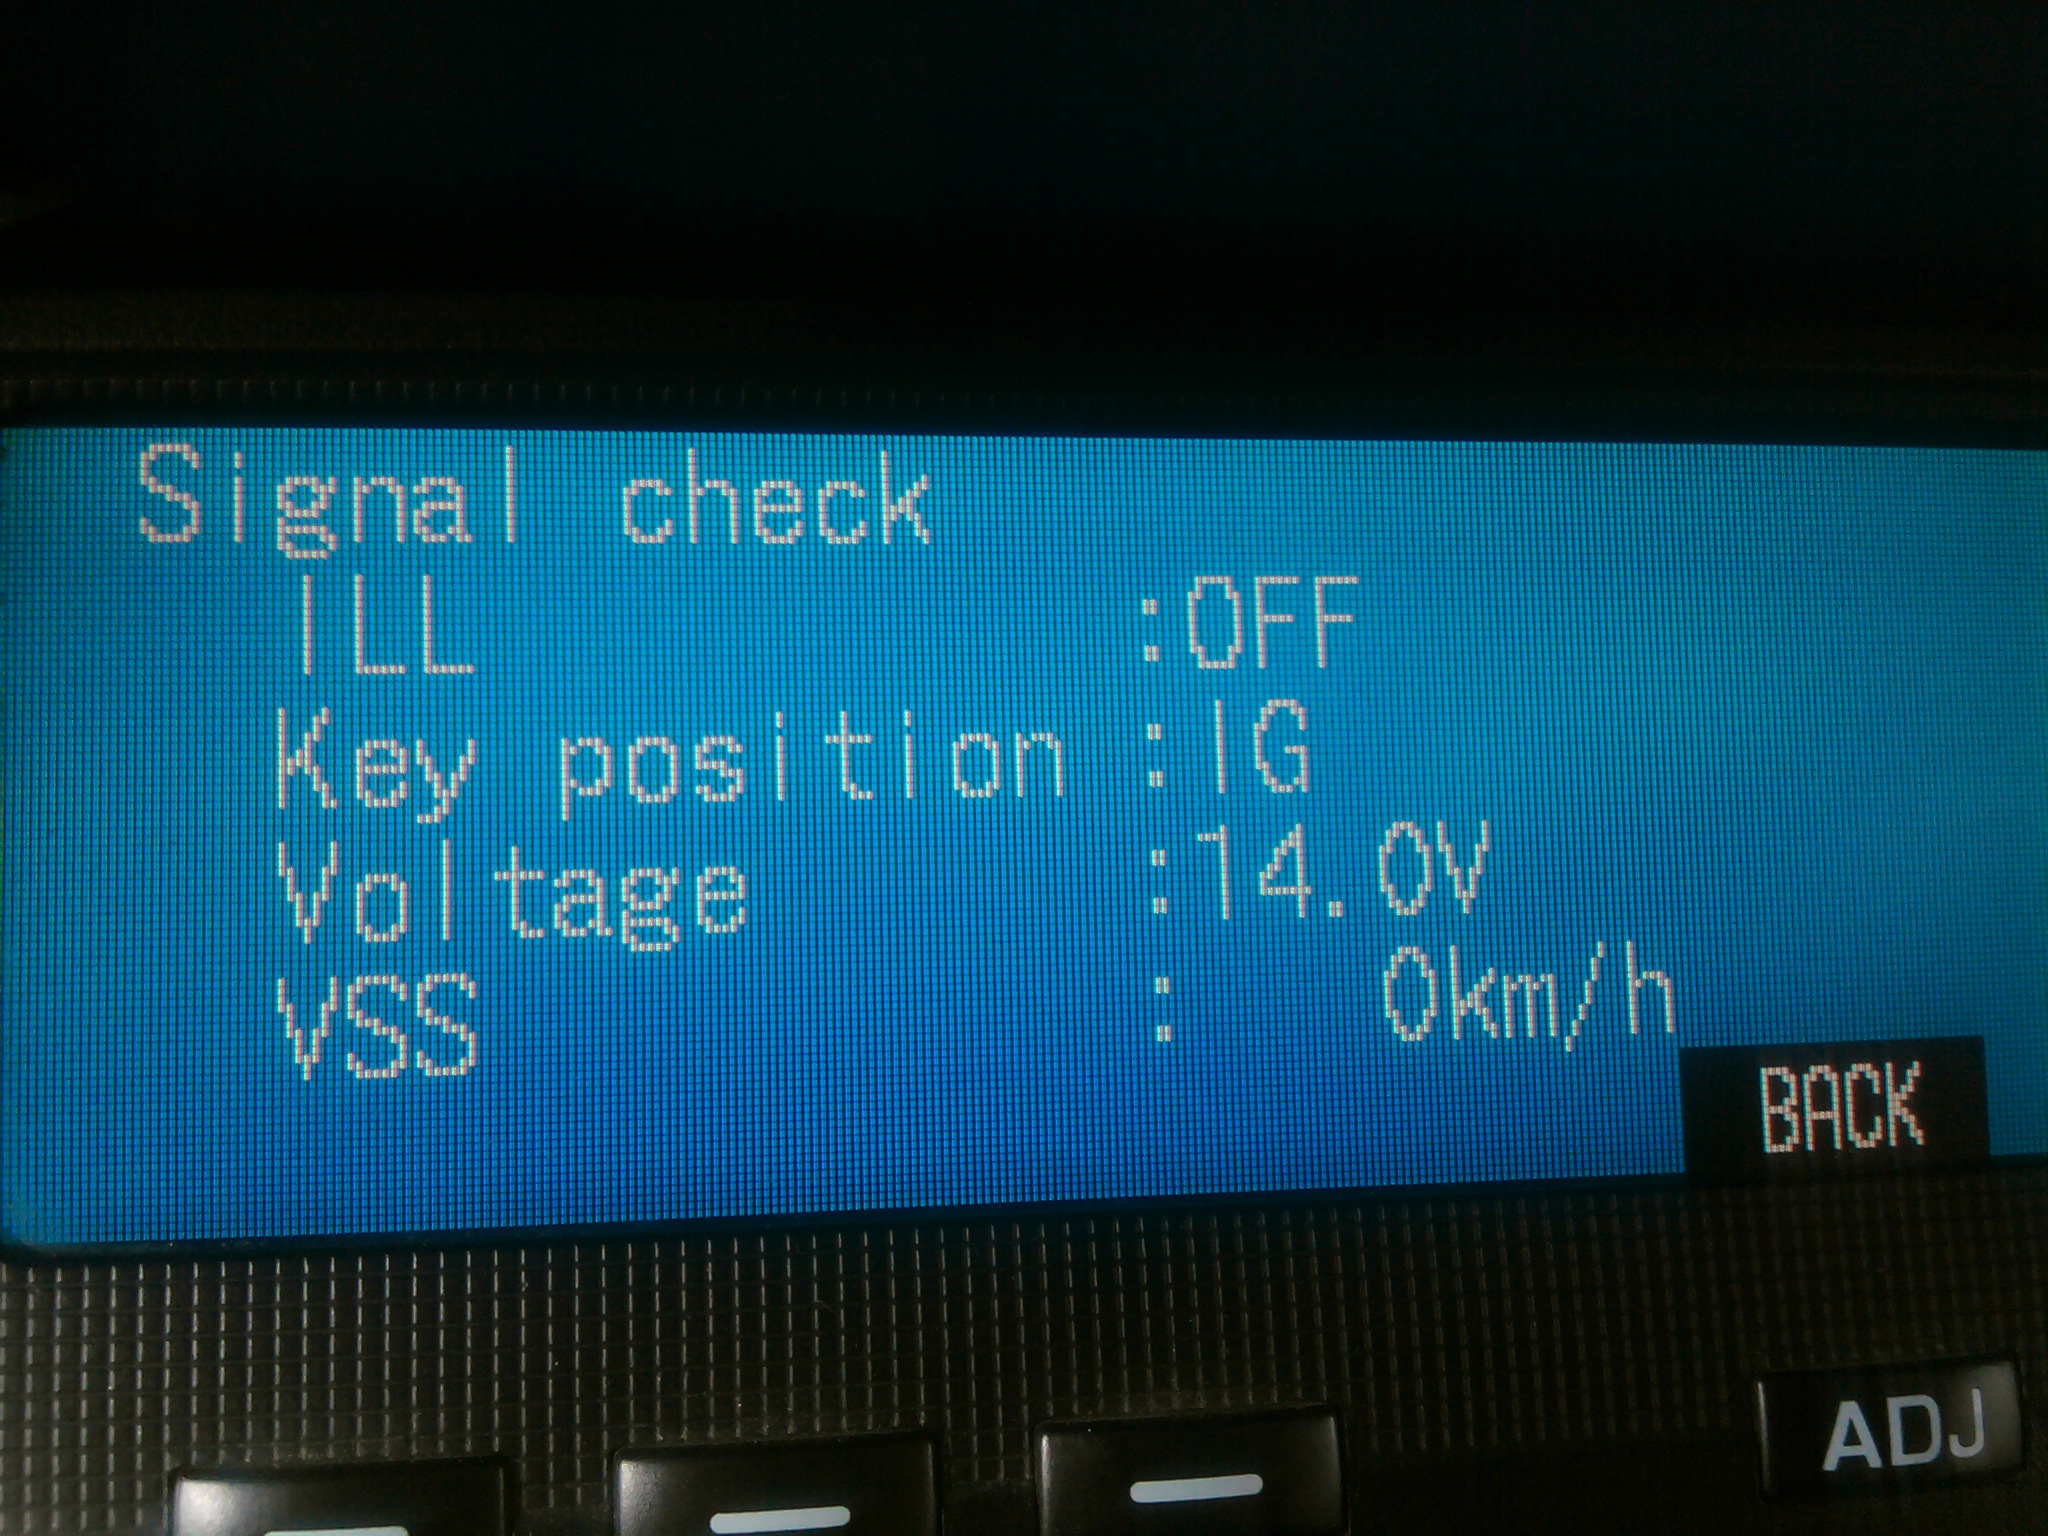 Signal check
ILL :OFF
Key position :IG
Voltage :14.0V
VSS : 0km/h
BACK
ADJ